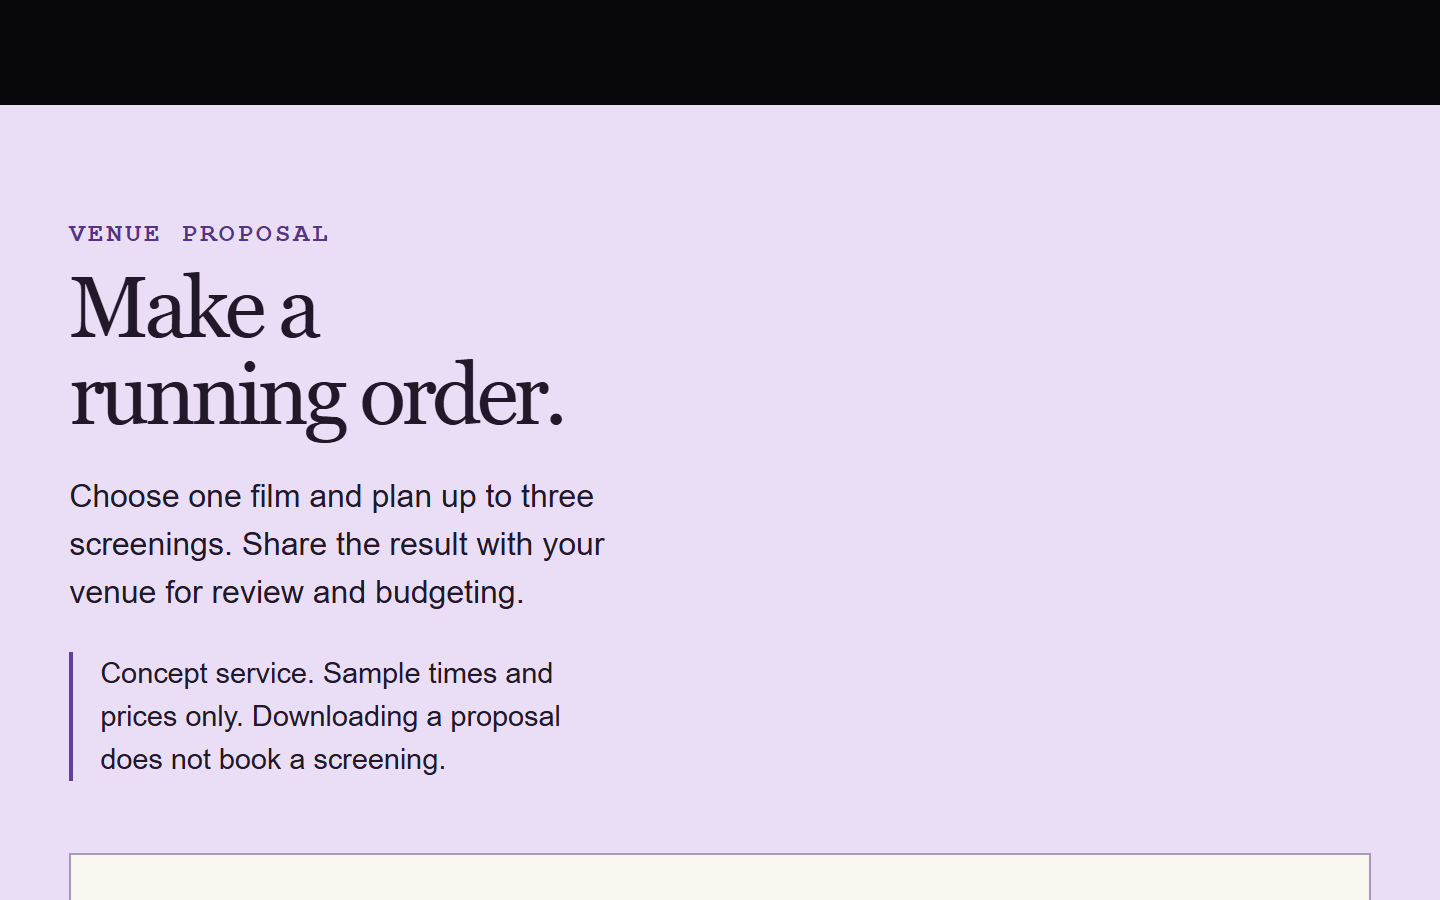 VENUE PROPOSAL
Make a
running order.
Choose one film and plan up to three
screenings. Share the result with your
venue for review and budgeting.
Concept service. Sample times and
prices only. Downloading a proposal
does not book a screening.